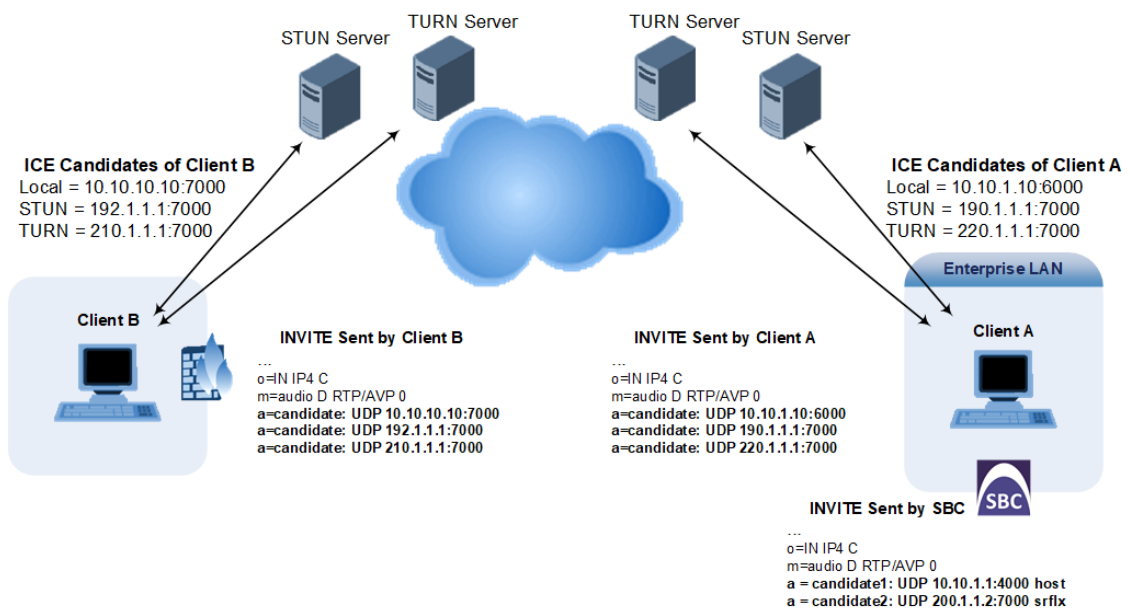 TURN Server
STUN Server
TURN Server
STUN Server
ICE Candidates of Client B
Local = 10.10.10.10:7000
STUN = 192.1.1.1:7000
TURN = 210.1.1.1:7000
ICE Candidates of Client A
Local = 10.10.1.10:6000
STUN = 190.1.1.1:7000
TURN = 220.1.1.1:7000
Enterprise LAN
Client B
Client A
INVITE Sent by Client B
...
o=IN IP4 C
m=audio D RTP/AVP 0
a=candidate: UDP 10.10.10.10:7000
a=candidate: UDP 192.1.1.1:7000
a=candidate: UDP 210.1.1.1:7000
INVITE Sent by Client A
...
o=IN IP4 C
m=audio D RTP/AVP 0
a=candidate: UDP 10.10.1.10:6000
a=candidate: UDP 190.1.1.1:7000
a=candidate: UDP 220.1.1.1:7000
SBC
INVITE Sent by SBC
...
o=IN IP4 C
m=audio D RTP/AVP 0
a = candidate1: UDP 10.10.1.1:4000 host
a = candidate2: UDP 200.1.1.2:7000 srflx